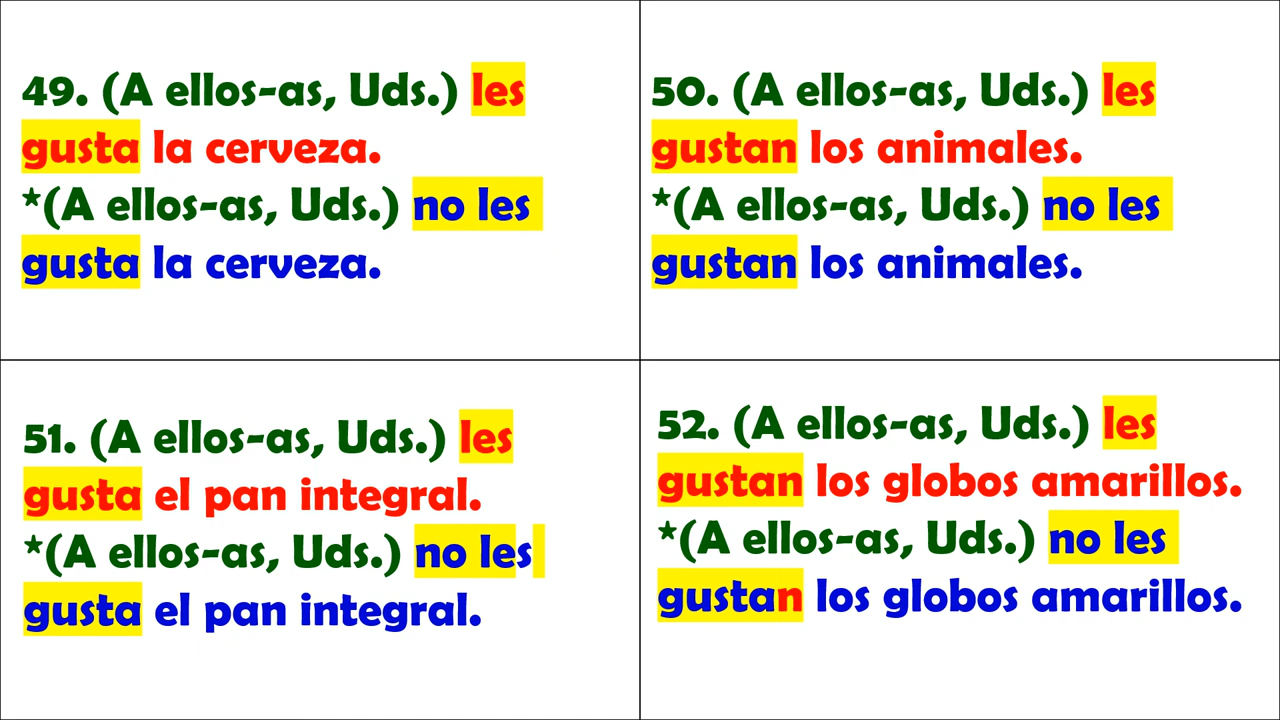 49. (A ellos-as, Uds.) les
gusta la cerveza.
*(A ellos-as, Uds.) no les
gusta la cerveza.
50. (A ellos-as, Uds.) les
gustan los animales.
*(A ellos-as, Uds.) no les
gustan los animales.
51. (A ellos-as, Uds.) les
gusta el pan integral.
*(A ellos-as, Uds.) no les
gusta el pan integral.
52. (A ellos-as, Uds.) les
gustan los globos amarillos.
*(A ellos-as, Uds.) no les
gustan los globos amarillos.